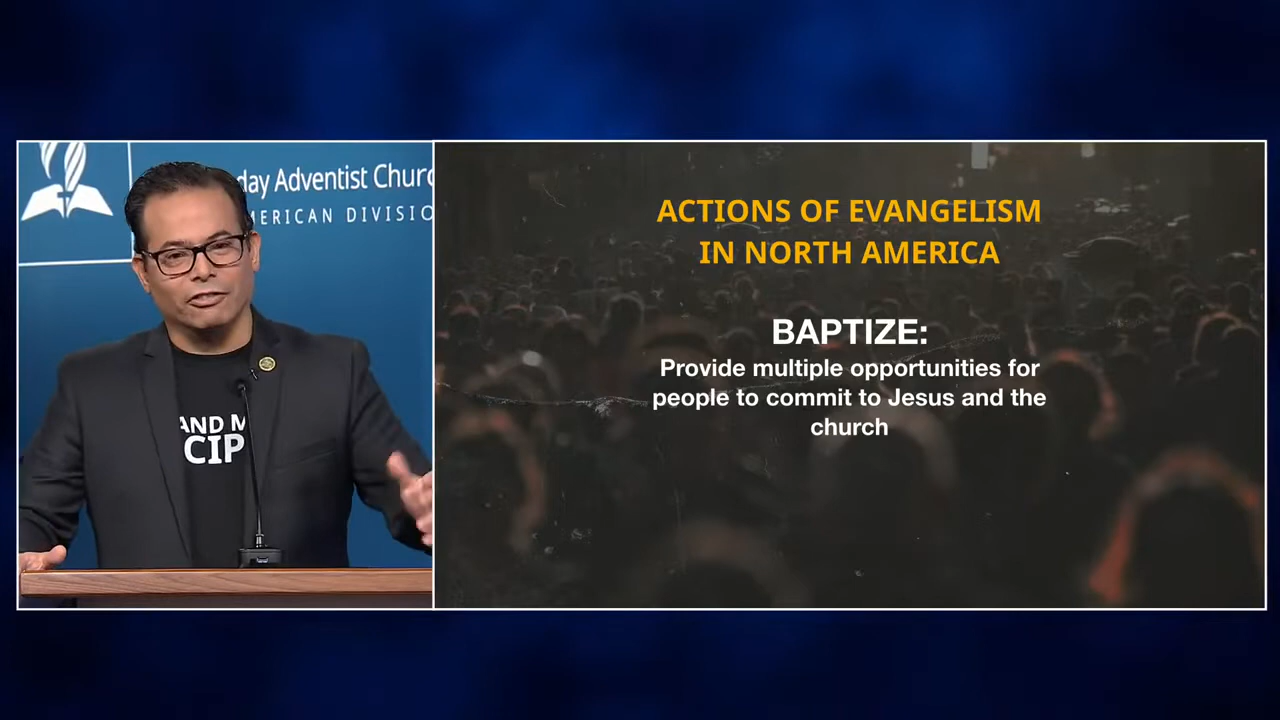 day Adventist Churc
MERICAN DIVISIO
AND M
CIP
ACTIONS OF EVANGELISM
IN NORTH AMERICA
BAPTIZE:
Provide multiple opportunities for
people to commit to Jesus and the
church